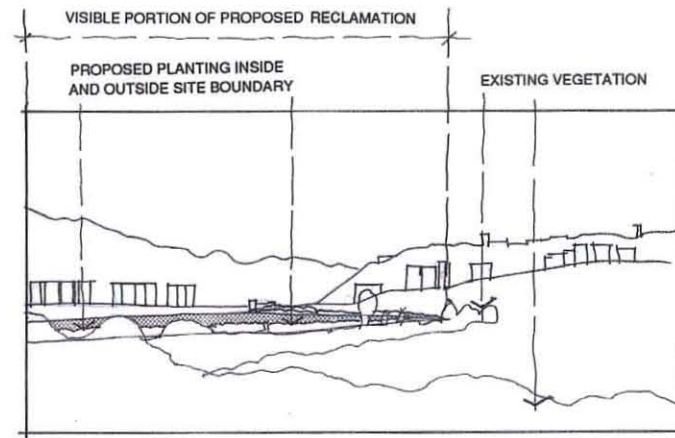 VISIBLE PORTION OF PROPOSED RECLAMATION
PROPOSED PLANTING INSIDE
AND OUTSIDE SITE BOUNDARY
EXISTING VEGETATION